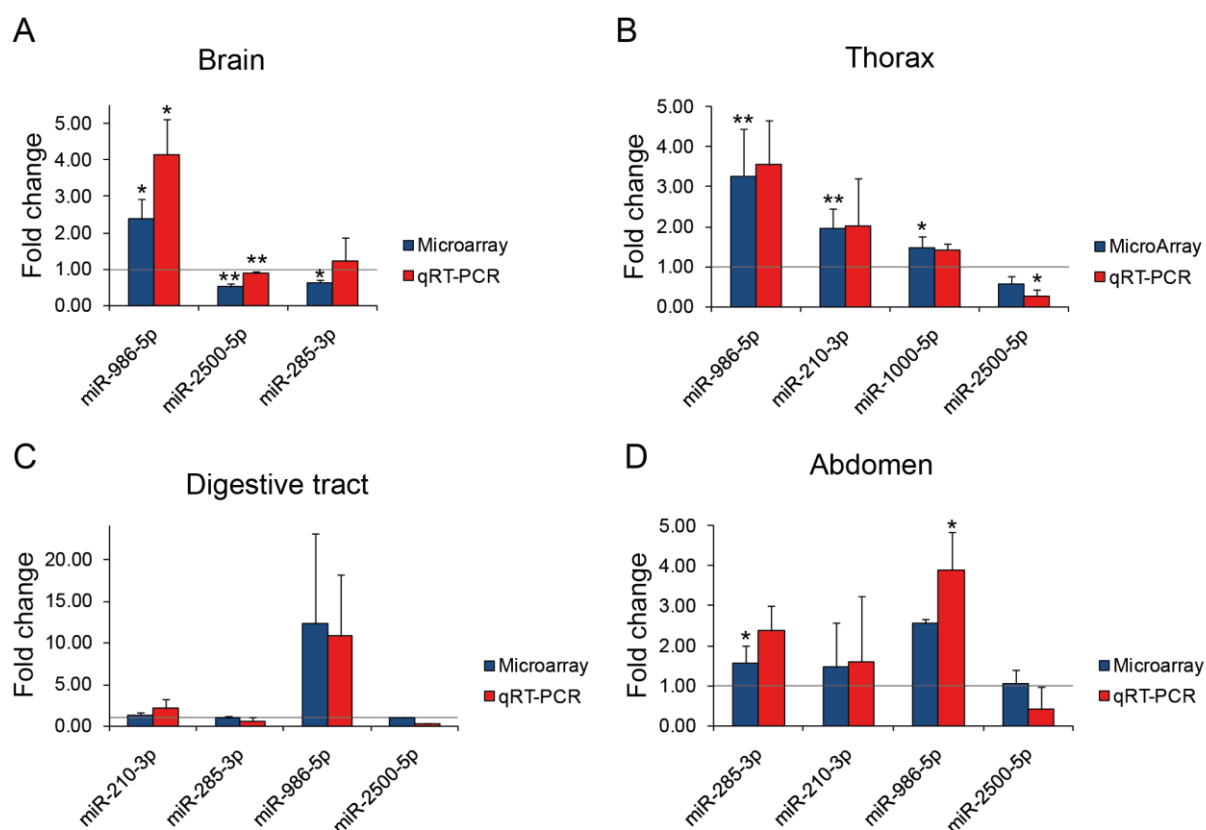 A
Brain
Fold change
5.00
4.00
3.00
2.00
1.00
0.00
*
*
**
**
*
miR-986-5p
miR-2500-5p
miR-285-3p
Microarray
qRT-PCR
B
Thorax
Fold change
5.00
4.00
3.00
2.00
1.00
0.00
**
**
*
*
miR-986-5p
miR-210-3p
miR-1000-5p
miR-2500-5p
MicroArray
qRT-PCR
C
Digestive tract
Fold change
20.00
15.00
10.00
5.00
0.00
miR-210-3p
miR-285-3p
miR-986-5p
miR-2500-5p
Microarray
qRT-PCR
D
Abdomen
Fold change
5.00
4.00
3.00
2.00
1.00
0.00
*
*
miR-285-3p
miR-210-3p
miR-986-5p
miR-2500-5p
Microarray
qRT-PCR